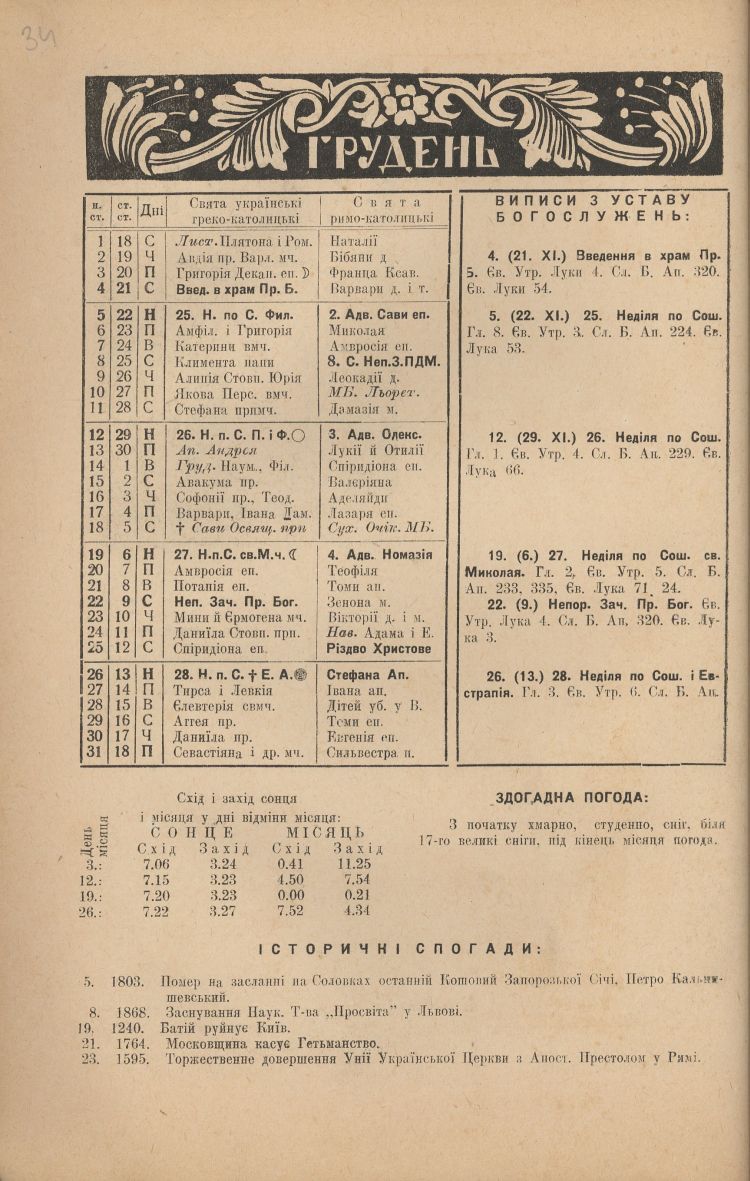 34
ГРУДЕНЬ
н. ст. ст. ст. Дні Свята українські греко-католицькі Свята римо-католицькі
1 18 С Лист. Плятона і Ром. Наталії
2 19 Ч Авдія пр. Варл. мч. Бібяни д
3 20 П Григорія Декап. еп. ☽ Франца Ксав.
4 21 С Введ. в храм Пр. Б. Варвари д. і т.
5 22 Н 25. Н. по С. Фил. 2. Адв. Сави еп.
6 23 П Амфіл. і Григорія Миколая
7 24 В Катерини вмч. Амвросія еп.
8 25 С Климента папи 8. С. Неп.З.ПДМ.
9 26 Ч Алипія Стовп. Юрія Леокадії д.
10 27 П Якова Перс. вмч. МБ. Льорет.
11 28 С Стефана припмч. Дамазія м.
12 29 Н 26. Н. п. С. П. і Ф. ○ 3. Адв. Олекс.
13 30 П Ап. Андрея Лукії й Отилії
14 1 В Груд. Наум., Філ. Спірідіона еп.
15 2 С Авакума пр. Валєріяна
16 3 Ч Софонії пр., Теод. Аделяйди
17 4 П Варвари, Івана Дам. Лазаря еп.
18 5 С † Сави Освящ. прп Сух. Очік. МБ.
19 6 Н 27. Н.п.С. св.М.ч. ☾ 4. Адв. Номазія
20 7 П Амвросія еп. Теофіля
21 8 В Потапія еп. Томи ап.
22 9 С Неп. Зач. Пр. Бог. Зенона м.
23 10 Ч Мини й Єрмогена мч. Вікторії д. і м.
24 11 П Даниїла Стовп. прп. Нав. Адама і Е.
25 12 С Спірідіона еп. Різдво Христове
26 13 Н 28. Н. п. С. † Е. А. Стефана Ап.
27 14 П Тирса і Левкія Івана ап.
28 15 В Єлевтерія свмч. Дітей уб. у В.
29 16 С Аггея пр. Томи еп.
30 17 Ч Даниїла пр. Евгенія еп.
31 18 П Севастіяна і др. мч. Сильвестра п.
ВИПИСИ З УСТАВУ
БОГОСЛУЖЕНЬ:
4. (21. XI.) Введення в храм Пр.
Б. Єв. Утр. Луки 4. Сл. Б. Ап. 320.
Єв. Луки 54.
5. (22. XI.) 25. Неділя по Сош.
Гл. 8. Єв. Утр. 3. Сл. Б. Ап. 224. Єв.
Лука 53.
12. (29. XI.) 26. Неділя по Сош.
Гл. 1. Єв. Утр. 4. Сл. Б. Ап. 229. Єв.
Лука 66.
19. (6.) 27. Неділя по Сош. св.
Миколая. Гл. 2, Єв. Утр. 5. Сл. Б.
Ап. 233, 335, Єв. Лука 71. 24.
22. (9.) Непор. Зач. Пр. Бог. Єв.
Утр. Лука 4. Сл. Б. Ап, 320. Єв. Лу-
ка 3.
26. (13.) 28. Неділя по Сош. і Ев-
страпія. Гл. 3. Єв. Утр. 6. Сл. Б. Ап.
Схід і захід сонця
і місяця у дні відміни місяця:
День місяця
СОНЦЕ МІСЯЦЬ
Схід Захід Схід Захід
3.: 7.06 3.24 0.41 11.25
12.: 7.15 3.23 4.50 7.54
19.: 7.20 3.23 0.00 0.21
26.: 7.22 3.27 7.52 4.34
ЗДОГАДНА ПОГОДА:
З початку хмарно, студенно, сніг, біля
17-го великі сніги, під кінець місяця погода.
ІСТОРИЧНІ СПОГАДИ:
5. 1803. Помер на засланні на Соловках останній Кошовий Запорозької Січі, Петро Кальни-
шевський.
8. 1868. Заснування Наук. Т-ва „Просвіта" у Львові.
19. 1240. Батій руйнує Київ.
21. 1764. Московщина касує Гетьманство.
23. 1595. Торжественне довершення Унії Української Церкви з Апост. Престолом у Римі.